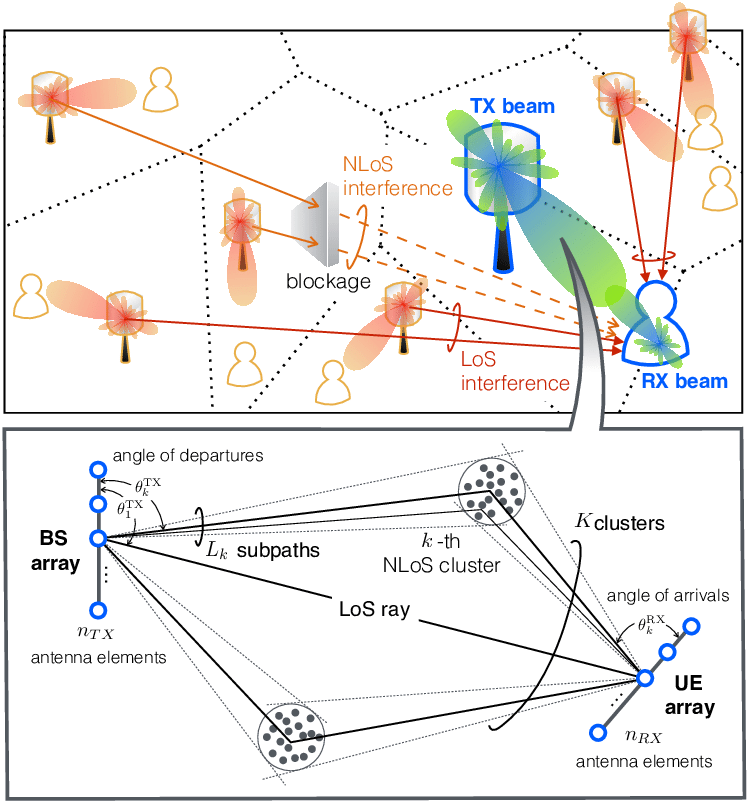 TX beam
NLoS
interference
blockage
LoS
interference
RX beam
angle of departures
θ_k^TX
θ_1^TX
BS
array
L_k subpaths
k-th
NLoS cluster
K clusters
LoS ray
angle of arrivals
θ_k^RX
n_TX
antenna elements
UE
array
n_RX
antenna elements